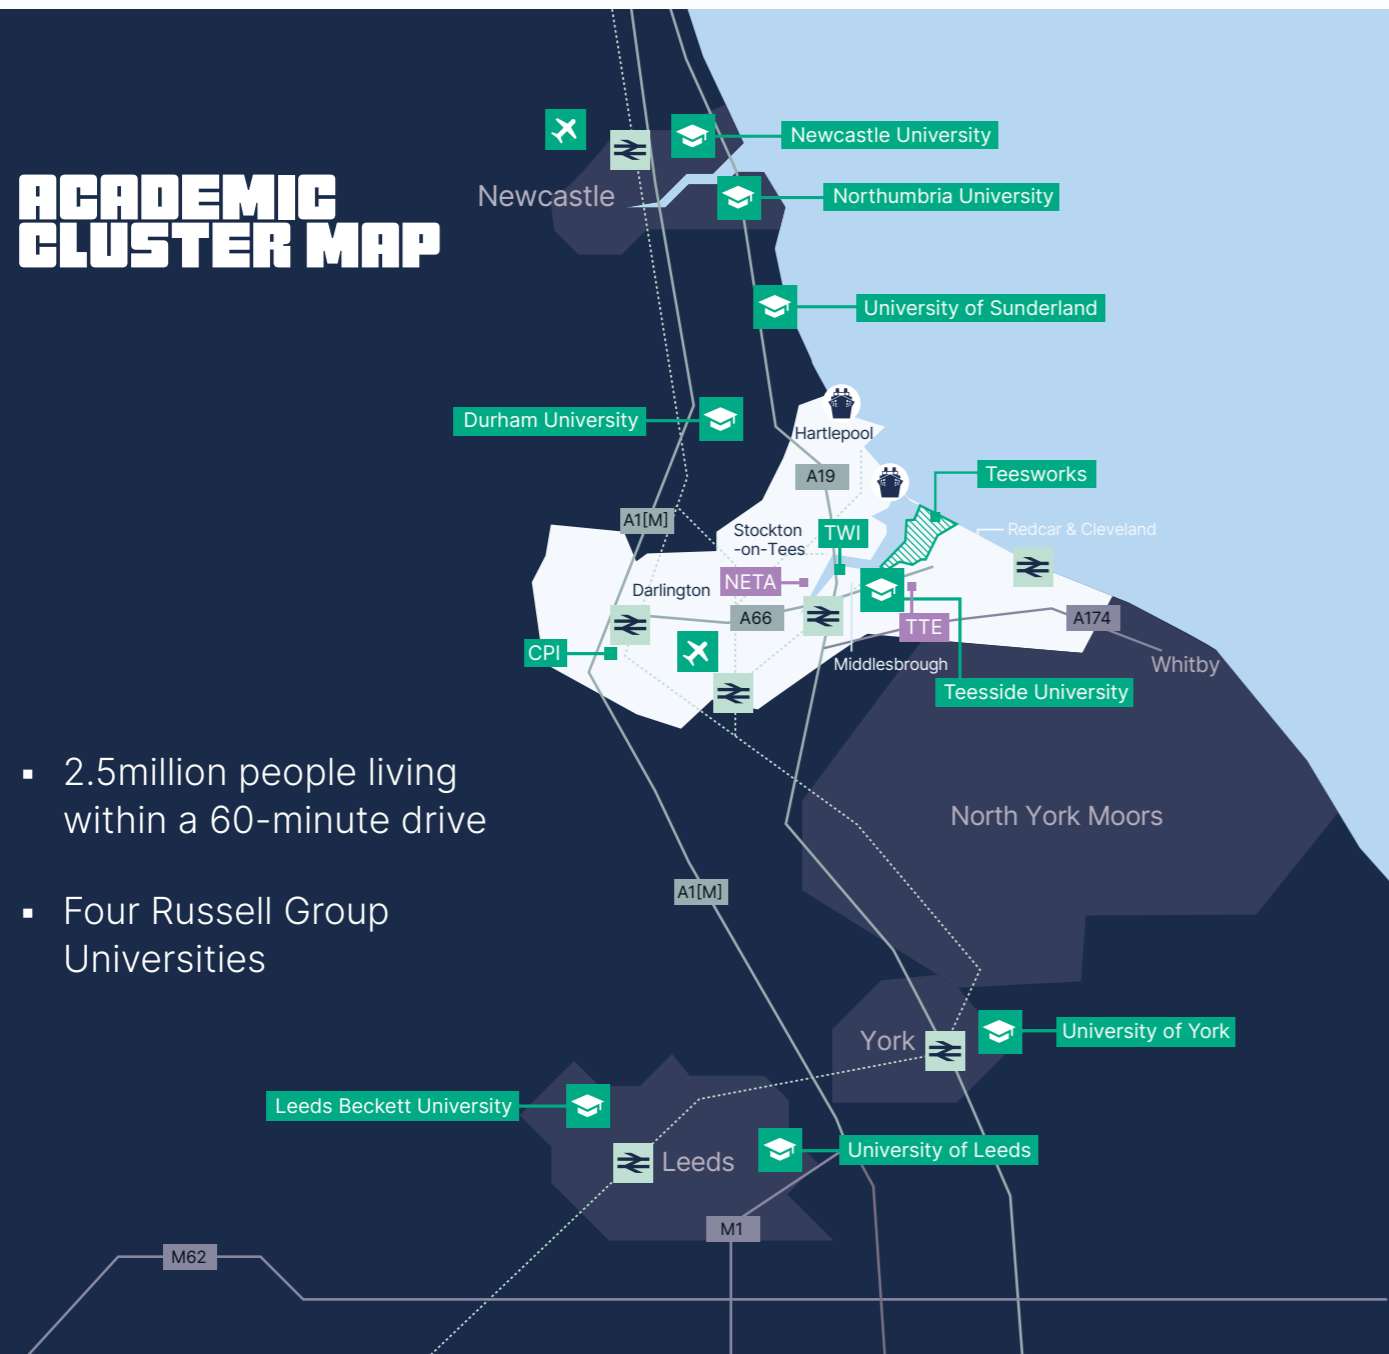 ACADEMIC
CLUSTER MAP
Newcastle University
Newcastle
Northumbria University
University of Sunderland
Durham University
Hartlepool
A19
Teesworks
A1[M]
Stockton
-on-Tees
TWI
Redcar & Cleveland
Darlington
NETA
A66
TTE
A174
CPI
Middlesbrough
Whitby
Teesside University
▪ 2.5million people living
within a 60-minute drive
North York Moors
A1[M]
▪ Four Russell Group
Universities
York
University of York
Leeds Beckett University
Leeds
University of Leeds
M1
M62